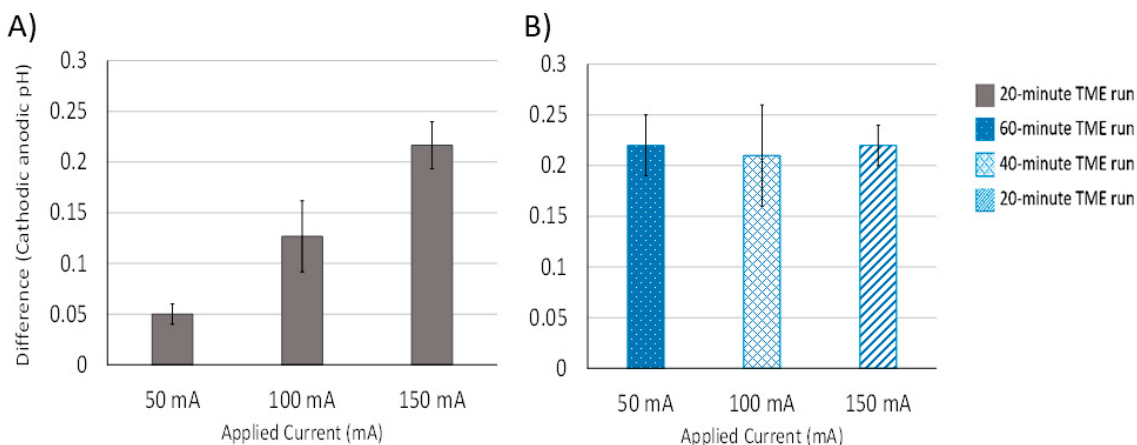 A)
Difference (Cathodic anodic pH)
0.3
0.25
0.2
0.15
0.1
0.05
0
50 mA
100 mA
150 mA
Applied Current (mA)
B)
0.3
0.25
0.2
0.15
0.1
0.05
0
50 mA
100 mA
150 mA
Applied Current (mA)
20-minute TME run
60-minute TME run
40-minute TME run
20-minute TME run